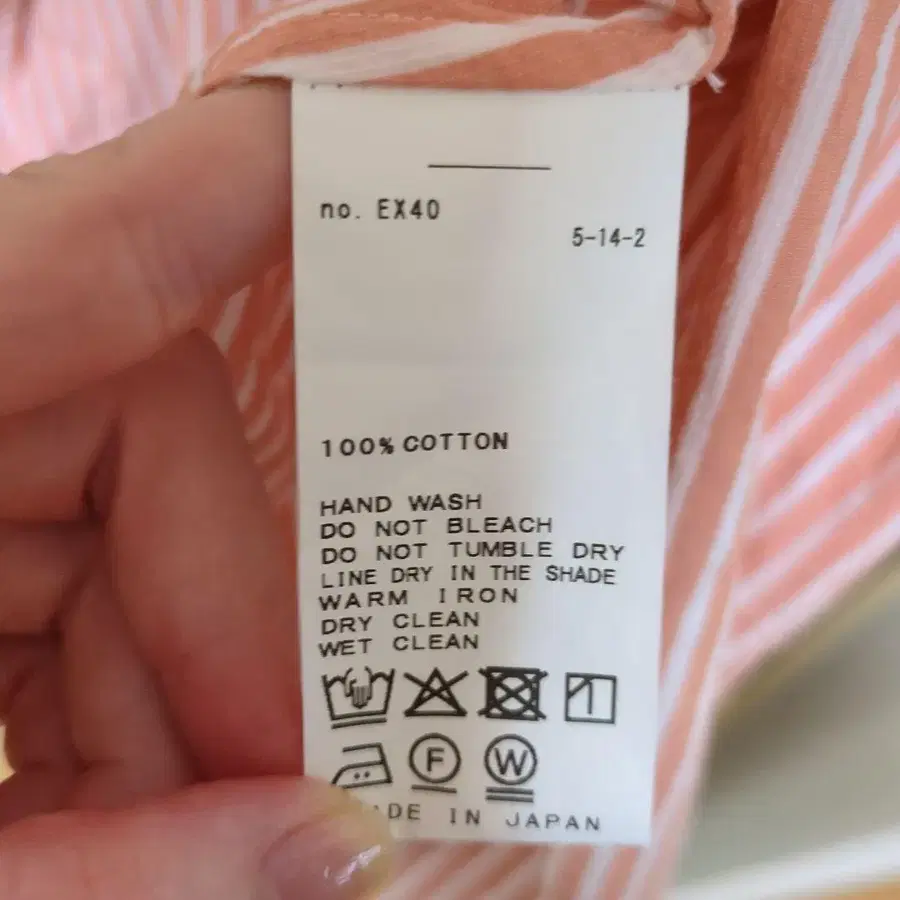 no. EX40
5-14-2
100% COTTON
HAND WASH
DO NOT BLEACH
DO NOT TUMBLE DRY
LINE DRY IN THE SHADE
WARM IRON
DRY CLEAN
WET CLEAN
F W
IN JAPAN